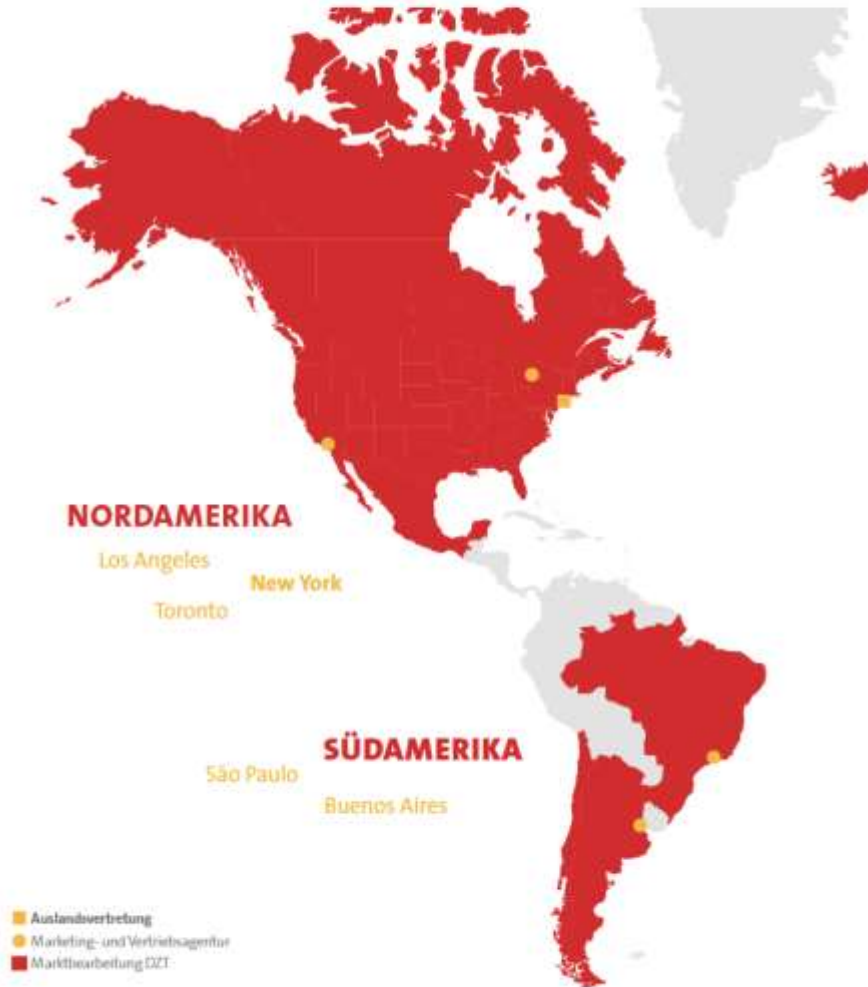 NORDAMERIKA
Los Angeles
New York
Toronto
SÜDAMERIKA
São Paulo
Buenos Aires
Auslandsvertretung
Marketing- und Vertriebsagentur
Marktbearbeitung DZT